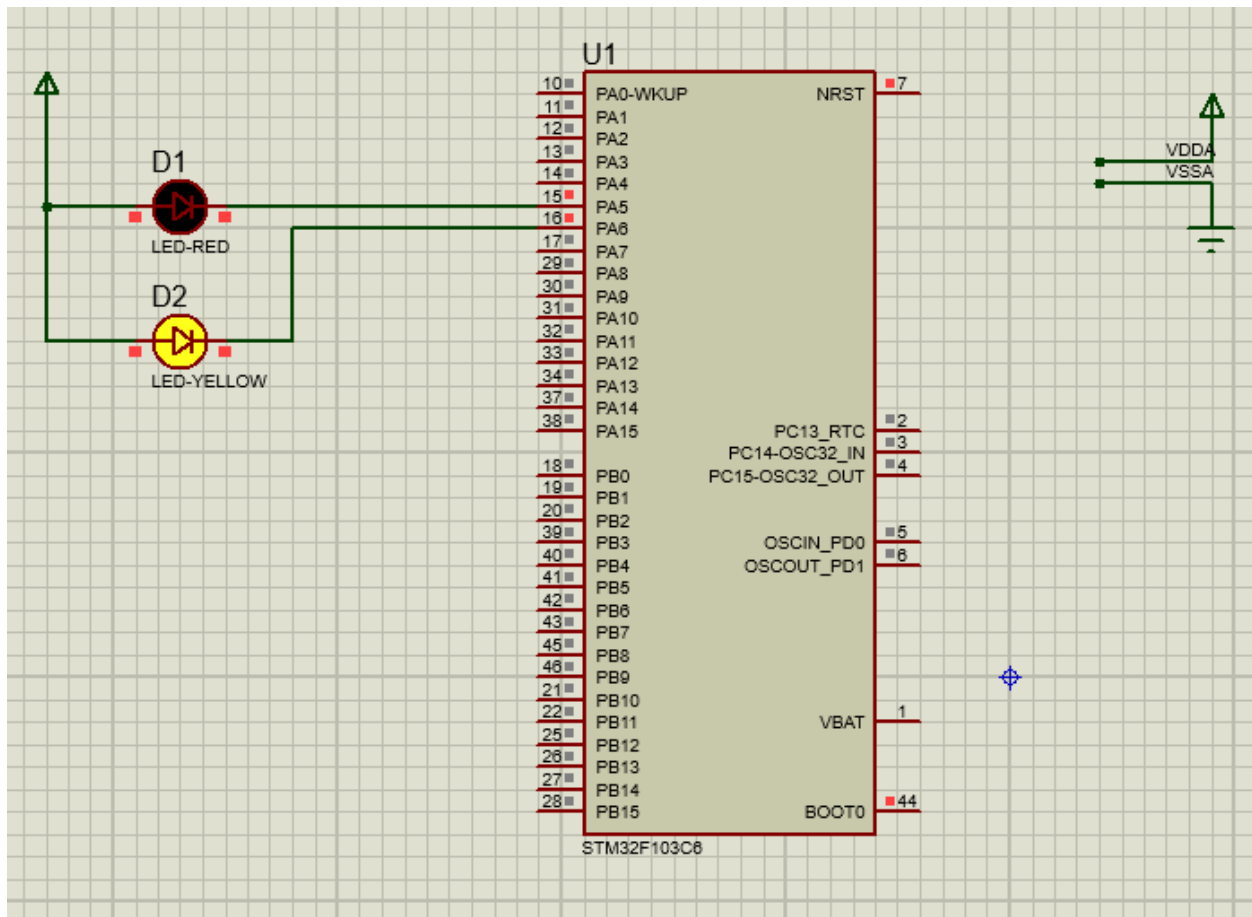 U1
10 PA0-WKUP NRST 7
11 PA1
12 PA2
13 PA3
14 PA4
15 PA5
16 PA6
17 PA7
29 PA8
30 PA9
31 PA10
32 PA11
33 PA12
34 PA13
37 PA14
38 PA15
PC13_RTC 2
PC14-OSC32_IN 3
PC15-OSC32_OUT 4
18 PB0
19 PB1
20 PB2
39 PB3
40 PB4
41 PB5
42 PB6
43 PB7
45 PB8
46 PB9
21 PB10
22 PB11
25 PB12
26 PB13
27 PB14
28 PB15
OSCIN_PD0 5
OSCOUT_PD1 6
VBAT 1
BOOT0 44
STM32F103C6
D1
LED-RED
D2
LED-YELLOW
VDDA
VSSA